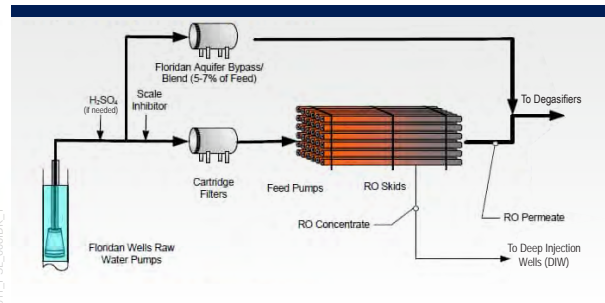 Floridan Aquifer Bypass/
Blend (5-7% of Feed)
H₂SO₄
(if needed)
Scale
Inhibitor
To Degasifiers
Cartridge
Filters
Feed Pumps
RO Skids
RO Concentrate
RO Permeate
Floridan Wells Raw
Water Pumps
To Deep Injection
Wells (DIW)